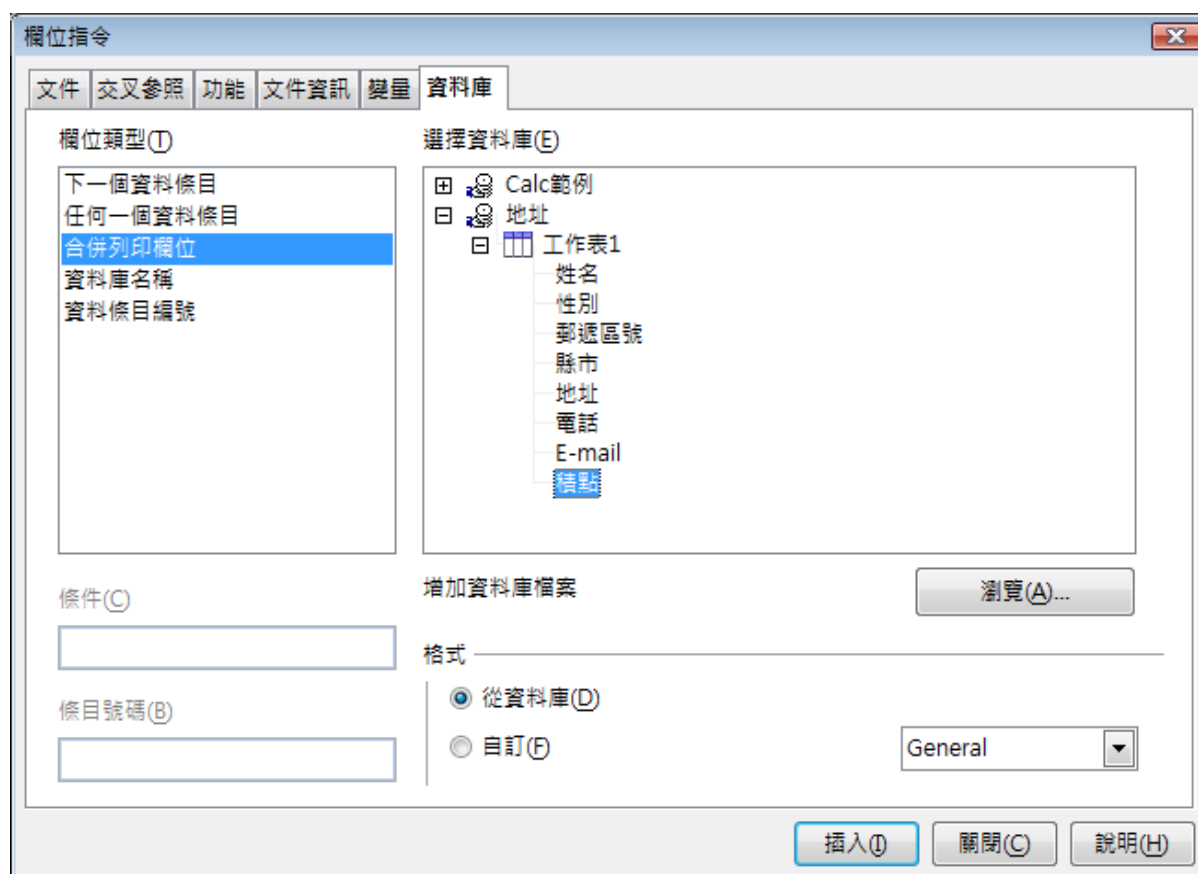 欄位指令
文件 交叉參照 功能 文件資訊 變量 資料庫
欄位類型(T)
下一個資料條目
任何一個資料條目
合併列印欄位
資料庫名稱
資料條目編號
選擇資料庫(E)
Calc範例
地址
工作表1
姓名
性別
郵遞區號
縣市
地址
電話
E-mail
積點
條件(C)
條目號碼(B)
增加資料庫檔案
瀏覽(A)...
格式
從資料庫(D)
自訂(F)
General
插入(I) 關閉(C) 說明(H)